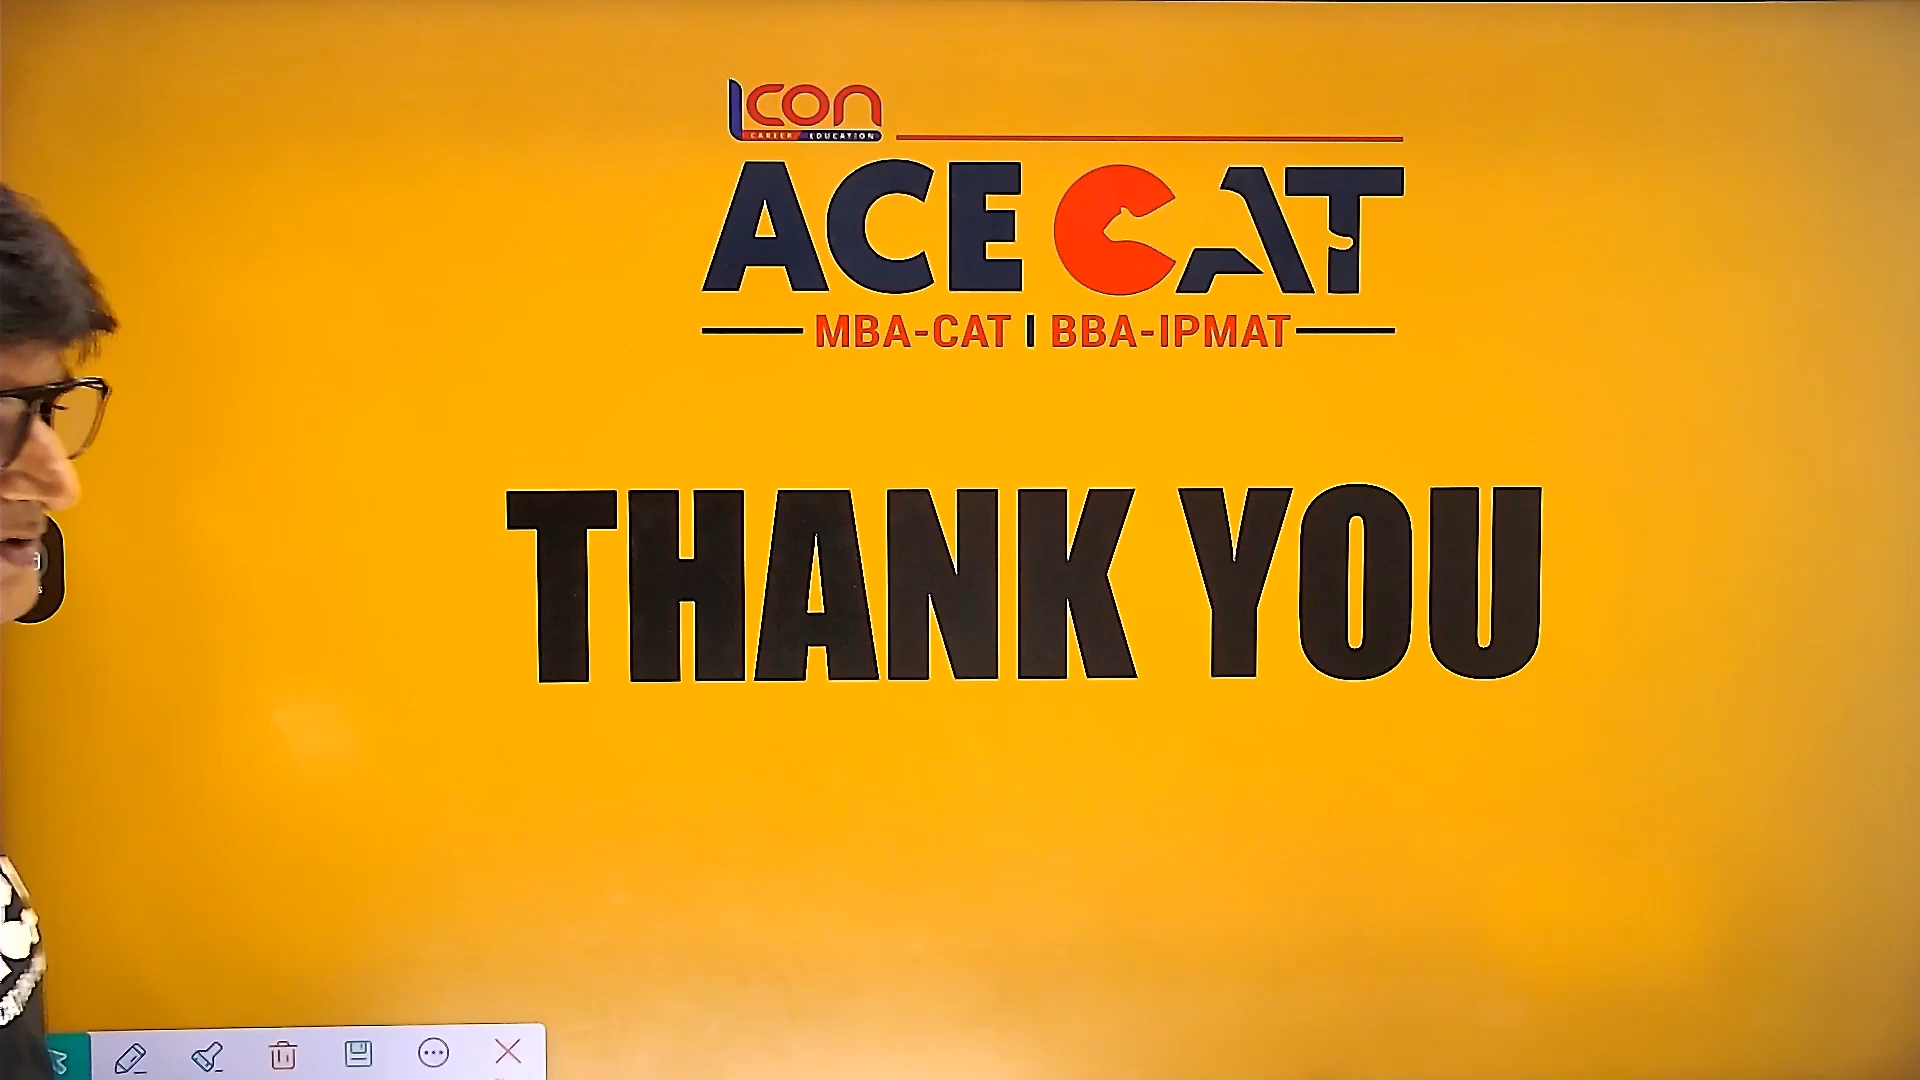 Icon
CAREER EDUCATION
ACE CAT
MBA-CAT | BBA-IPMAT
THANK YOU